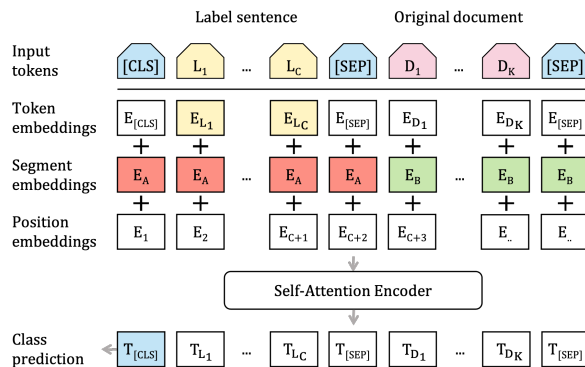 Label sentence Original document
Input tokens [CLS] L1 ... LC [SEP] D1 ... DK [SEP]
Token embeddings E[CLS] EL1 ELC E[SEP] ED1 EDK E[SEP]
+ + + + + + +
Segment embeddings EA EA ... EA EA EB ... EB EB
+ + + + + + +
Position embeddings E1 E2 EC+1 EC+2 EC+3 E.. E..
Self-Attention Encoder
Class prediction T[CLS] TL1 ... TLC T[SEP] TD1 ... TDK T[SEP]